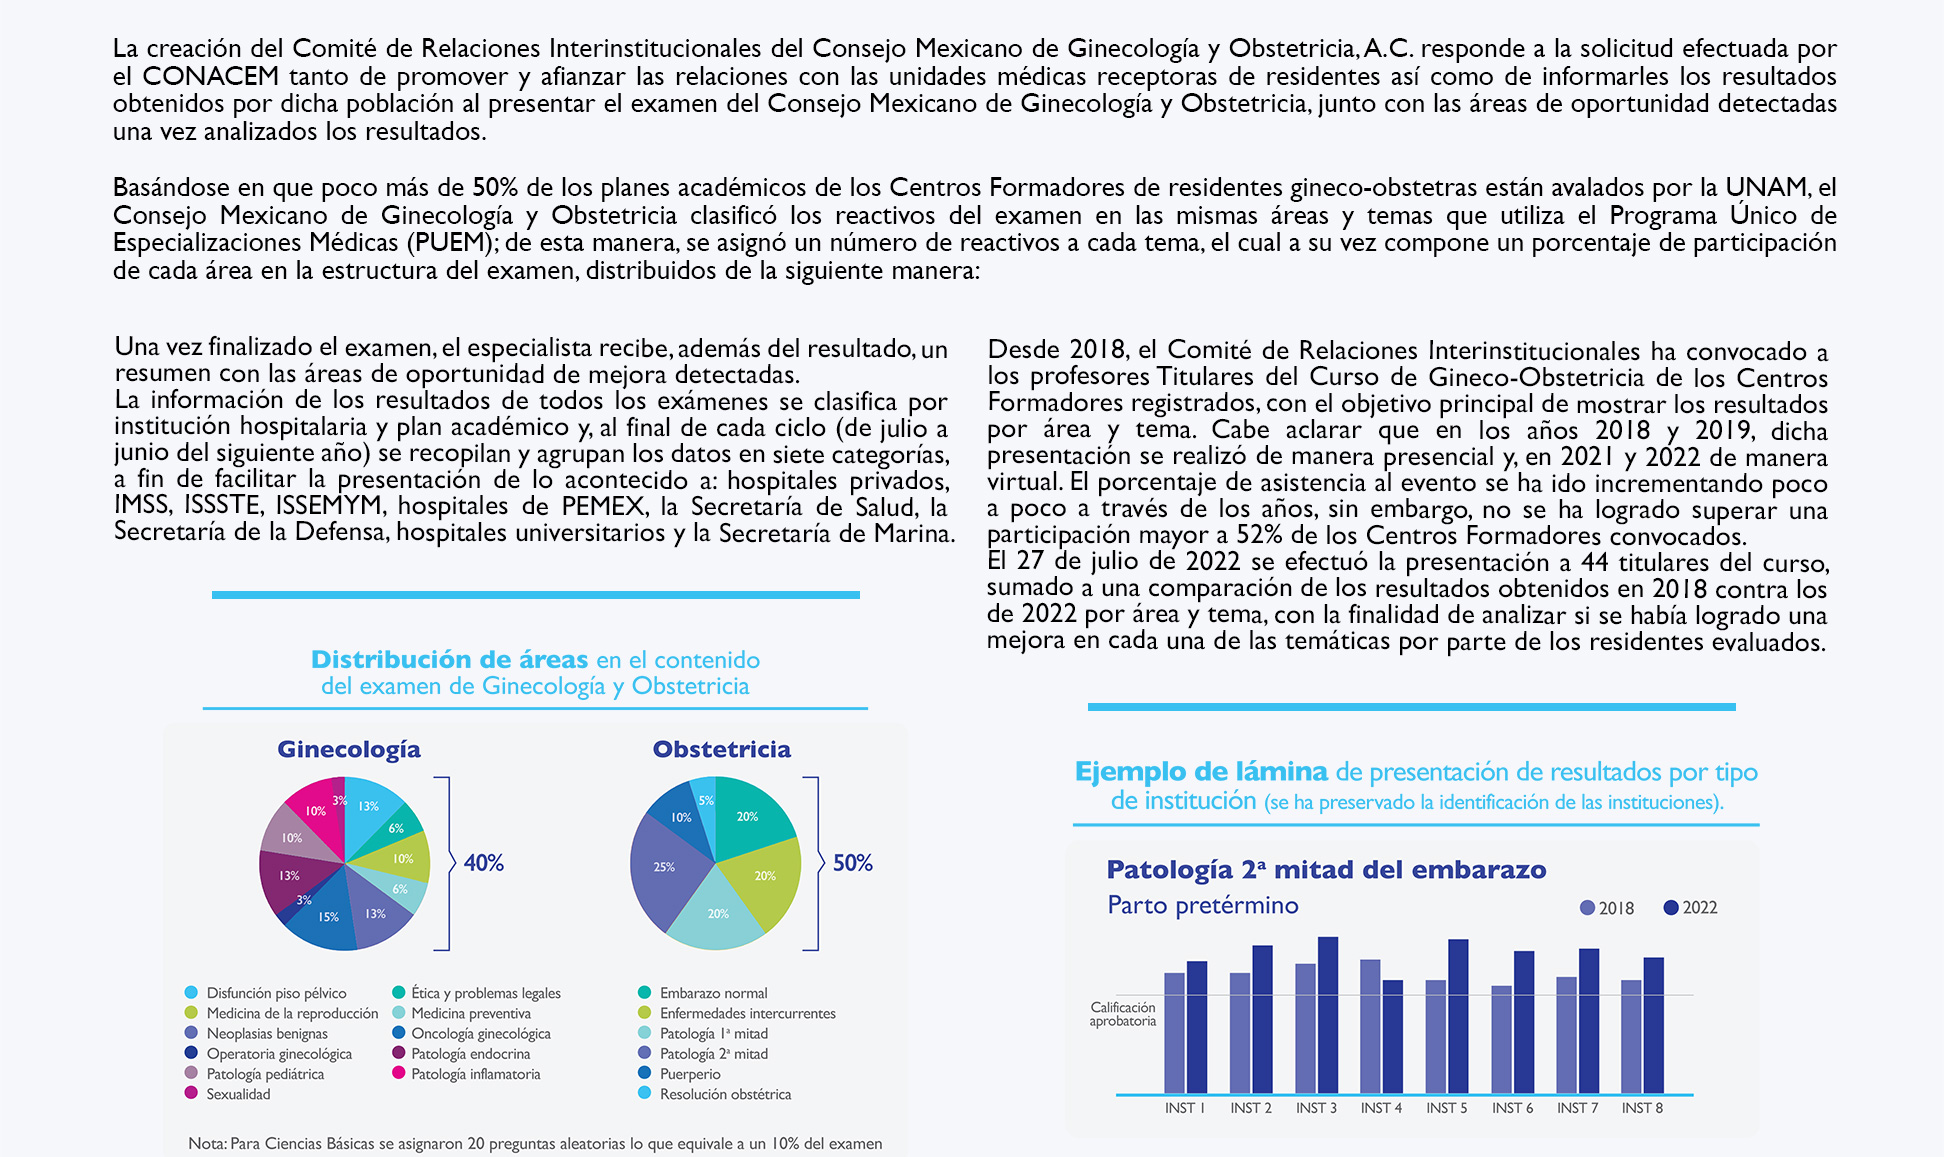 La creación del Comité de Relaciones Interinstitucionales del Consejo Mexicano de Ginecología y Obstetricia, A.C. responde a la solicitud efectuada por
el CONACEM tanto de promover y afianzar las relaciones con las unidades médicas receptoras de residentes así como de informarles los resultados
obtenidos por dicha población al presentar el examen del Consejo Mexicano de Ginecología y Obstetricia, junto con las áreas de oportunidad detectadas
una vez analizados los resultados.
Basándose en que poco más de 50% de los planes académicos de los Centros Formadores de residentes gineco-obstetras están avalados por la UNAM, el
Consejo Mexicano de Ginecología y Obstetricia clasificó los reactivos del examen en las mismas áreas y temas que utiliza el Programa Único de
Especializaciones Médicas (PUEM); de esta manera, se asignó un número de reactivos a cada tema, el cual a su vez compone un porcentaje de participación
de cada área en la estructura del examen, distribuidos de la siguiente manera:
Una vez finalizado el examen, el especialista recibe, además del resultado, un
resumen con las áreas de oportunidad de mejora detectadas.
La información de los resultados de todos los exámenes se clasifica por
institución hospitalaria y plan académico y, al final de cada ciclo (de julio a
junio del siguiente año) se recopilan y agrupan los datos en siete categorías,
a fin de facilitar la presentación de lo acontecido a: hospitales privados,
IMSS, ISSSTE, ISSEMYM, hospitales de PEMEX, la Secretaría de Salud, la
Secretaría de la Defensa, hospitales universitarios y la Secretaría de Marina.
Distribución de áreas en el contenido
del examen de Ginecología y Obstetricia
Ginecología
3%
13%
10%
6%
10%
10%
13%
6%
3%
15%
13%
40%
Disfunción piso pélvico
Medicina de la reproducción
Neoplasias benignas
Operatoria ginecológica
Patología pediátrica
Sexualidad
Ética y problemas legales
Medicina preventiva
Oncología ginecológica
Patología endocrina
Patología inflamatoria
Obstetricia
5%
20%
10%
25%
20%
20%
50%
Embarazo normal
Enfermedades intercurrentes
Patología 1ª mitad
Patología 2ª mitad
Puerperio
Resolución obstétrica
Nota: Para Ciencias Básicas se asignaron 20 preguntas aleatorias lo que equivale a un 10% del examen
Desde 2018, el Comité de Relaciones Interinstitucionales ha convocado a
los profesores Titulares del Curso de Gineco-Obstetricia de los Centros
Formadores registrados, con el objetivo principal de mostrar los resultados
por área y tema. Cabe aclarar que en los años 2018 y 2019, dicha
presentación se realizó de manera presencial y, en 2021 y 2022 de manera
virtual. El porcentaje de asistencia al evento se ha ido incrementando poco
a poco a través de los años, sin embargo, no se ha logrado superar una
participación mayor a 52% de los Centros Formadores convocados.
El 27 de julio de 2022 se efectuó la presentación a 44 titulares del curso,
sumado a una comparación de los resultados obtenidos en 2018 contra los
de 2022 por área y tema, con la finalidad de analizar si se había logrado una
mejora en cada una de las temáticas por parte de los residentes evaluados.
Ejemplo de lámina de presentación de resultados por tipo
de institución (se ha preservado la identificación de las instituciones).
Patología 2ª mitad del embarazo
Parto pretérmino
2018
2022
Calificación
aprobatoria
INST 1
INST 2
INST 3
INST 4
INST 5
INST 6
INST 7
INST 8